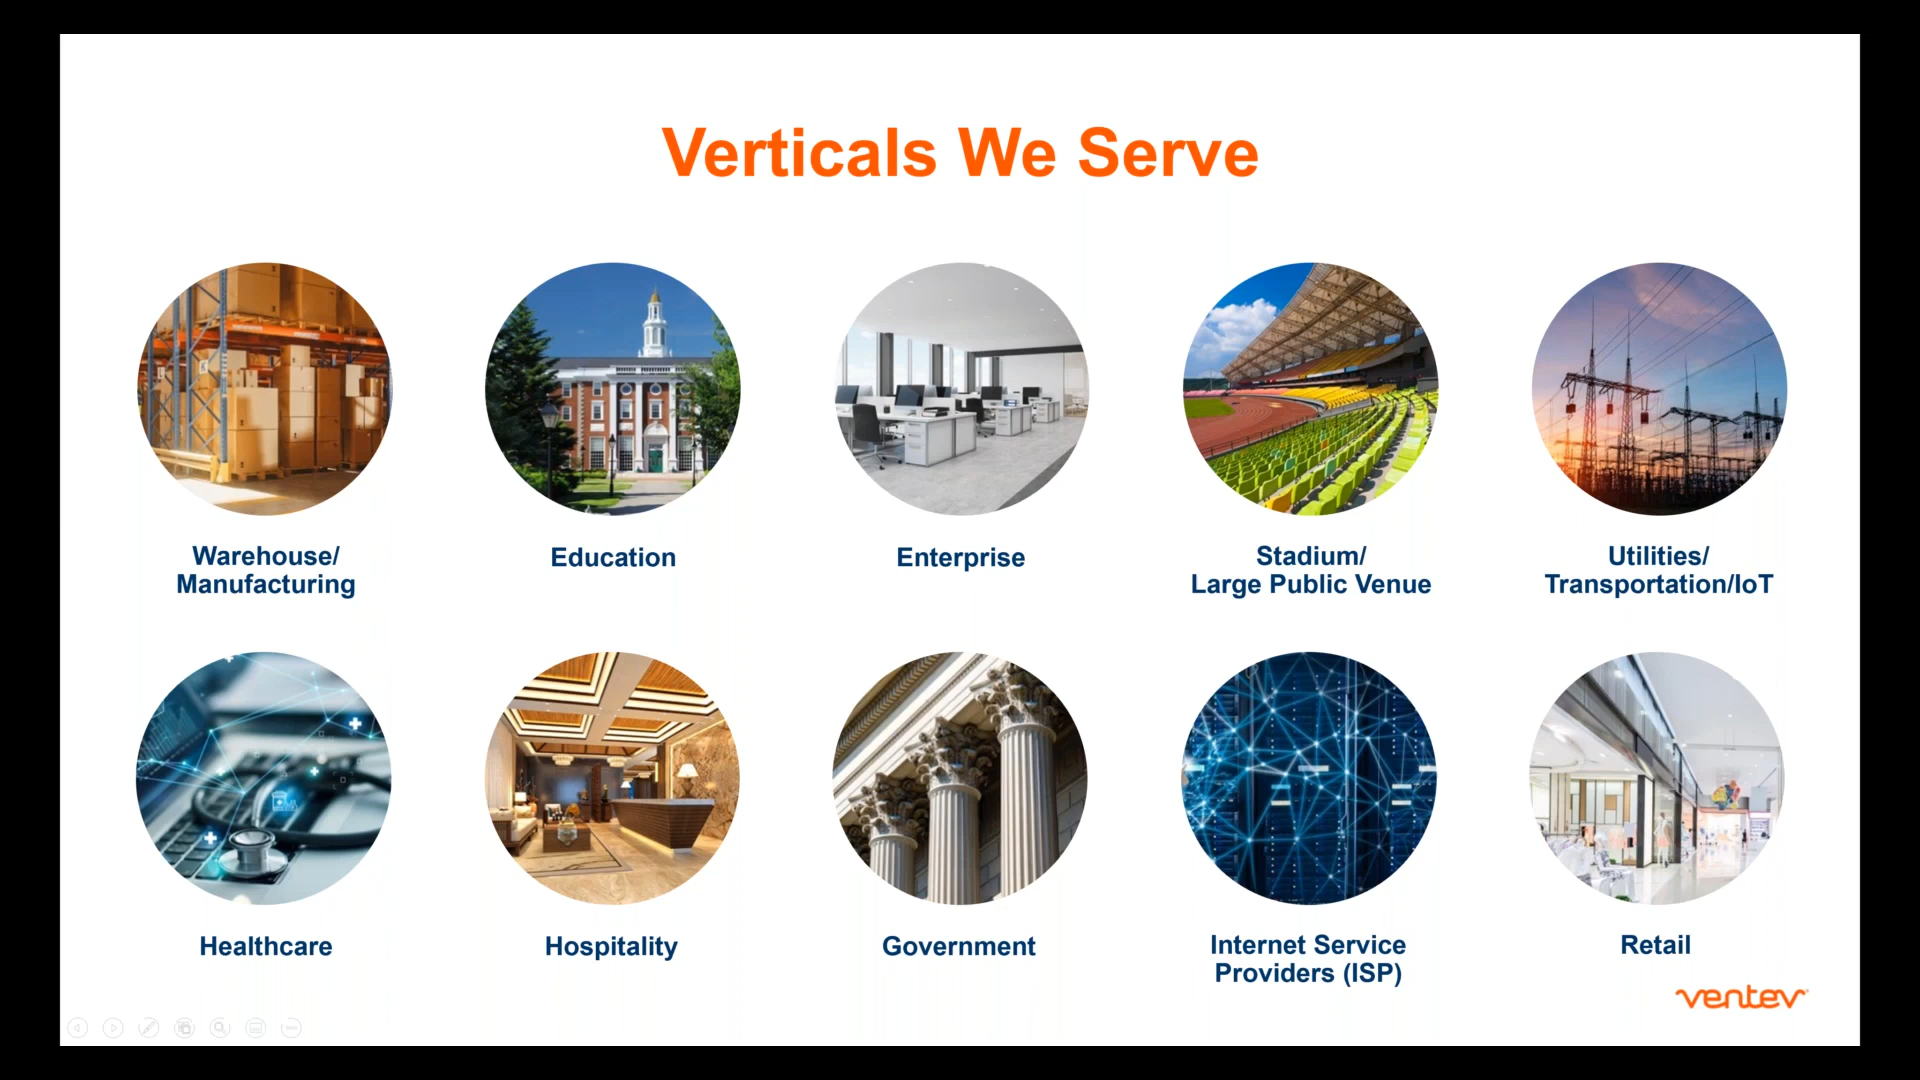 Verticals We Serve
Warehouse/
Manufacturing
Education
Enterprise
Stadium/
Large Public Venue
Utilities/
Transportation/IoT
Healthcare
Hospitality
Government
Internet Service
Providers (ISP)
Retail
ventev